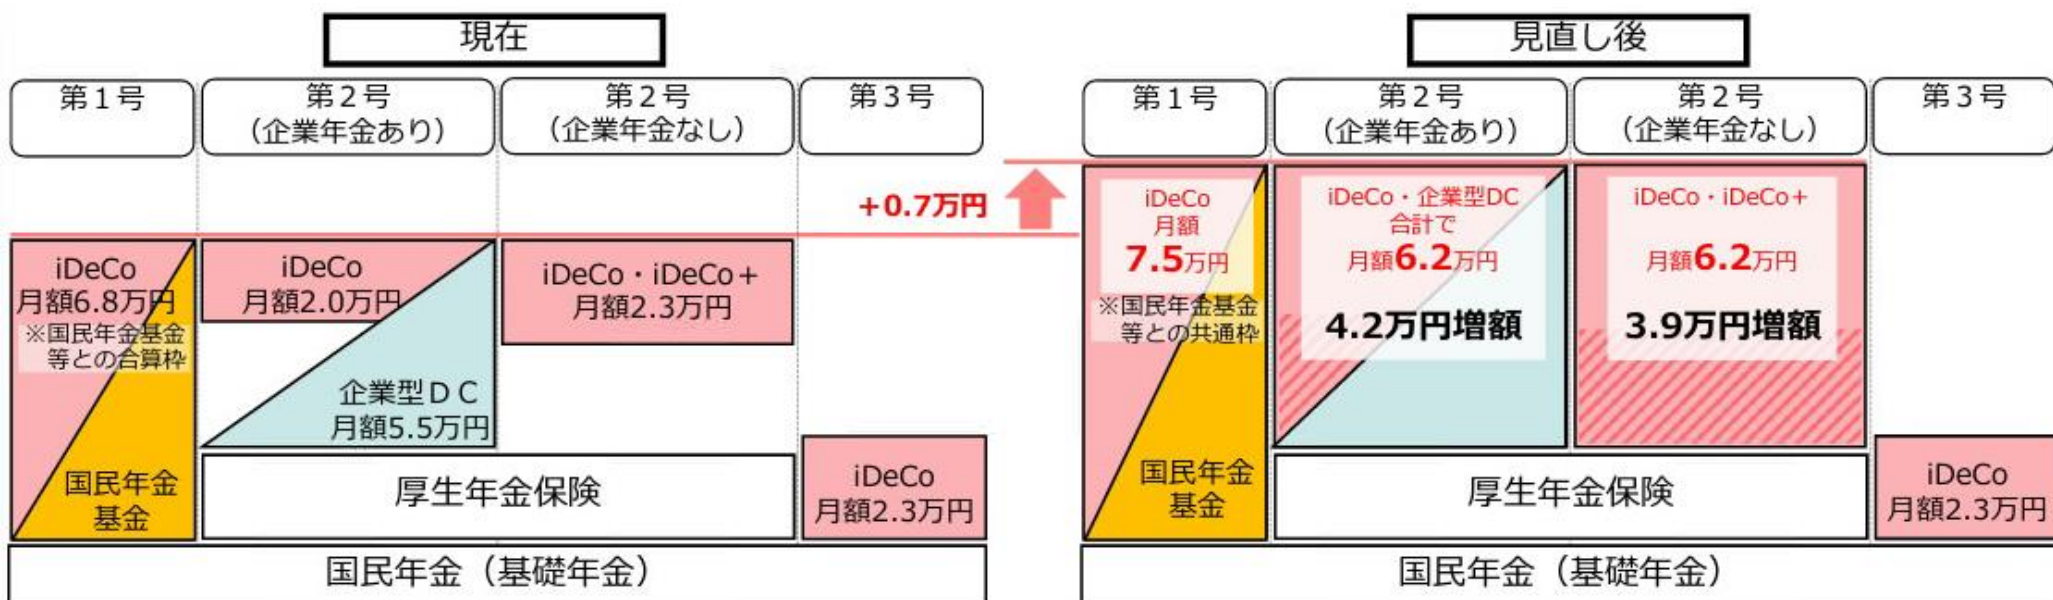 現在
第1号
第2号
（企業年金あり）
第2号
（企業年金なし）
第3号
iDeCo
月額6.8万円
※国民年金基金
等との合算枠
国民年金
基金
iDeCo
月額2.0万円
企業型ＤＣ
月額5.5万円
iDeCo・iDeCo＋
月額2.3万円
厚生年金保険
iDeCo
月額2.3万円
国民年金（基礎年金）
＋0.7万円
見直し後
第1号
第2号
（企業年金あり）
第2号
（企業年金なし）
第3号
iDeCo
月額
7.5万円
※国民年金基金
等との共通枠
国民年金
基金
iDeCo・企業型DC
合計で
月額6.2万円
4.2万円増額
iDeCo・iDeCo＋
月額6.2万円
3.9万円増額
厚生年金保険
iDeCo
月額2.3万円
国民年金（基礎年金）